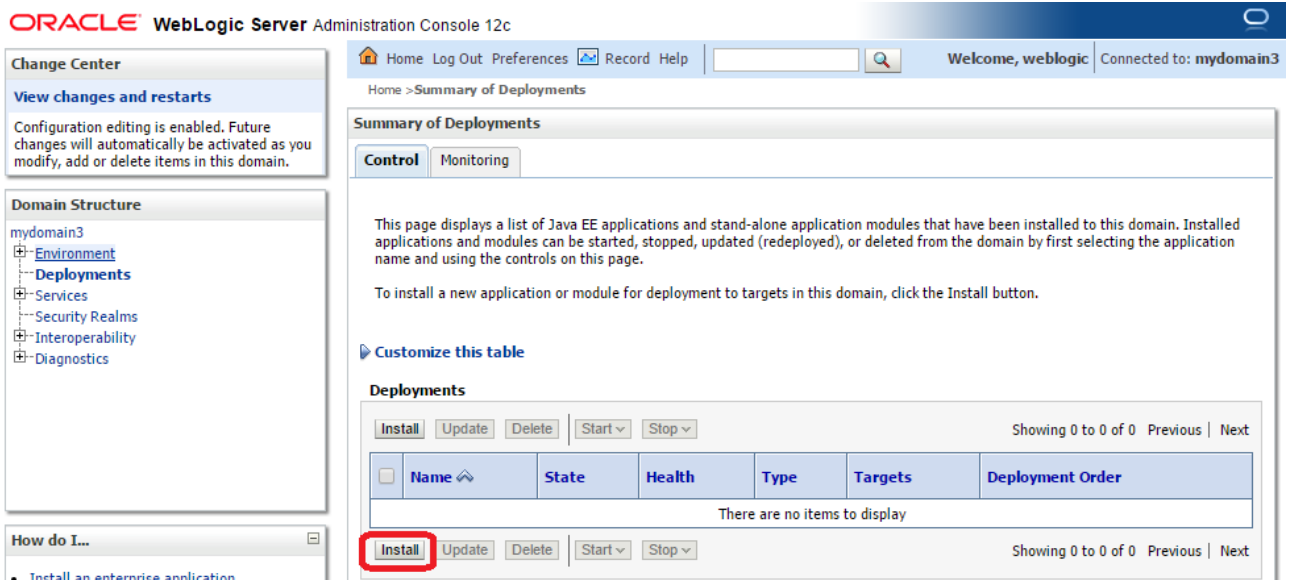 ORACLE WebLogic Server Administration Console 12c
Change Center
View changes and restarts
Configuration editing is enabled. Future
changes will automatically be activated as you
modify, add or delete items in this domain.
Domain Structure
mydomain3
Environment
Deployments
Services
Security Realms
Interoperability
Diagnostics
How do I...
Install an enterprise application
Home Log Out Preferences Record Help
Welcome, weblogic Connected to: mydomain3
Home >Summary of Deployments
Summary of Deployments
Control Monitoring
This page displays a list of Java EE applications and stand-alone application modules that have been installed to this domain. Installed
applications and modules can be started, stopped, updated (redeployed), or deleted from the domain by first selecting the application
name and using the controls on this page.
To install a new application or module for deployment to targets in this domain, click the Install button.
Customize this table
Deployments
Install Update Delete Start Stop Showing 0 to 0 of 0 Previous | Next
Name State Health Type Targets Deployment Order
There are no items to display
Install Update Delete Start Stop Showing 0 to 0 of 0 Previous | Next